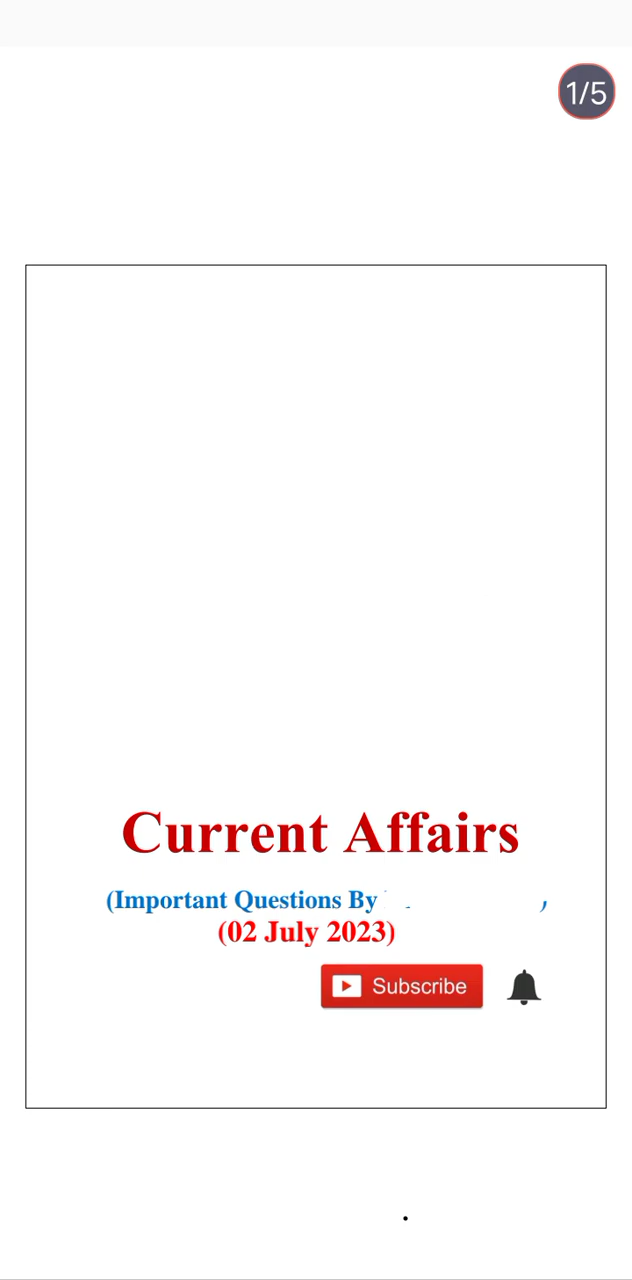 1/5
Current Affairs
(Important Questions By
(02 July 2023)
Subscribe